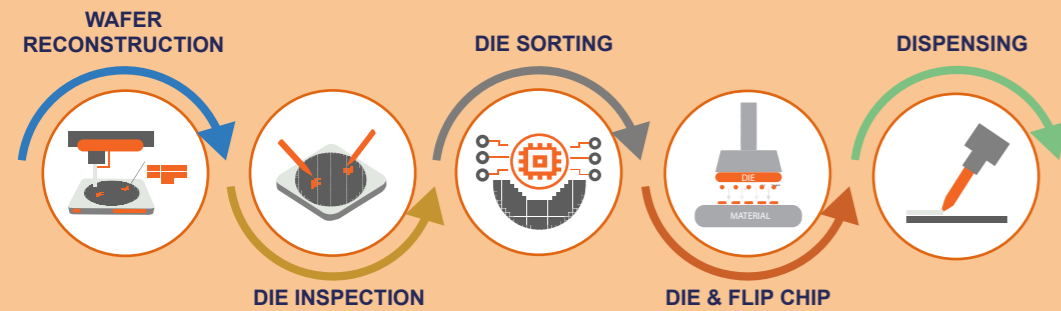 WAFER
RECONSTRUCTION
DIE INSPECTION
DIE SORTING
DIE
MATERIAL
DIE & FLIP CHIP
DISPENSING